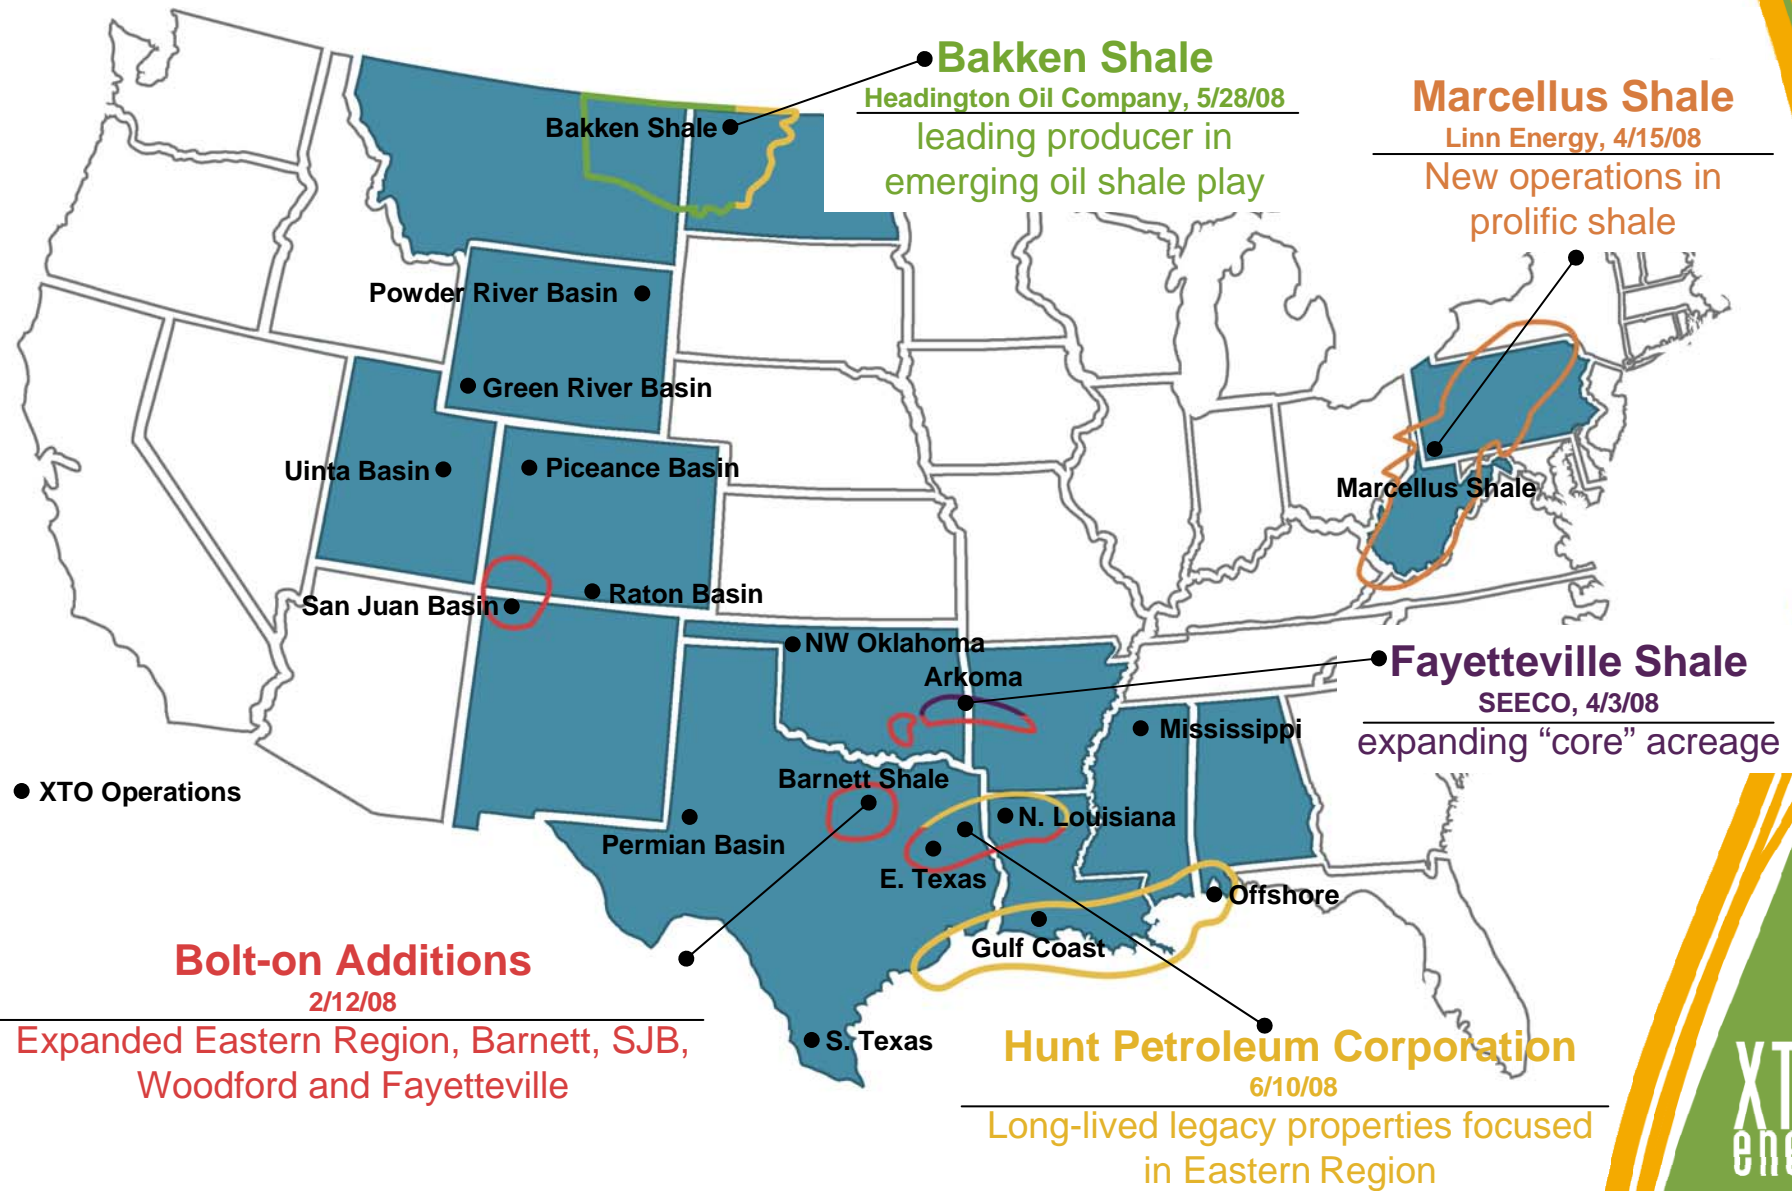 Bakken Shale
Headington Oil Company, 5/28/08
leading producer in
emerging oil shale play
Marcellus Shale
Linn Energy, 4/15/08
New operations in
prolific shale
Bakken Shale
Powder River Basin
Green River Basin
Uinta Basin
Piceance Basin
Marcellus Shale
San Juan Basin
Raton Basin
NW Oklahoma
Arkoma
Fayetteville Shale
SEECO, 4/3/08
expanding “core” acreage
Mississippi
XTO Operations
Barnett Shale
Permian Basin
N. Louisiana
E. Texas
Offshore
Gulf Coast
Bolt-on Additions
2/12/08
Expanded Eastern Region, Barnett, SJB,
Woodford and Fayetteville
S. Texas
Hunt Petroleum Corporation
6/10/08
Long-lived legacy properties focused
in Eastern Region